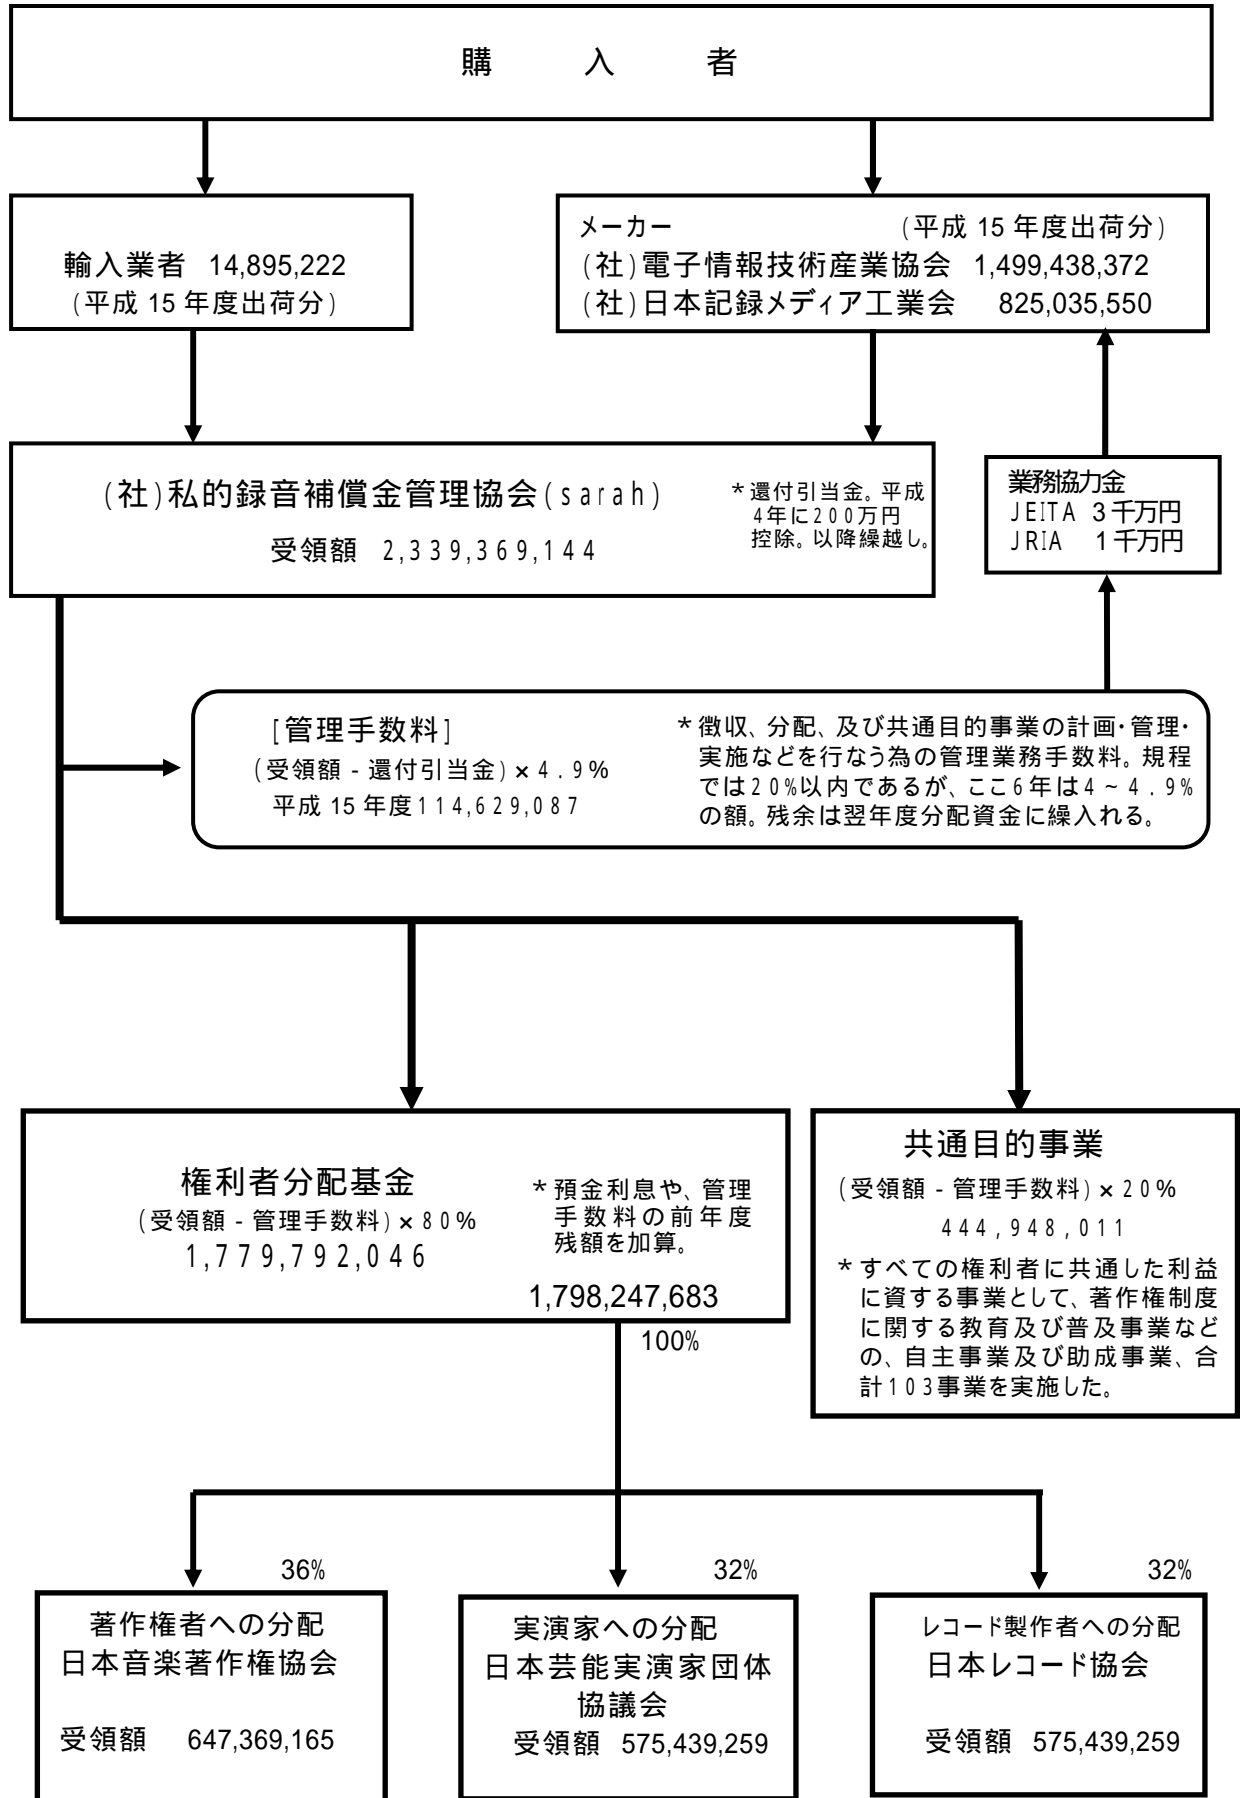 購 入 者
輸入業者 14,895,222
(平成 15 年度出荷分)
メーカー (平成 15 年度出荷分)
(社)電子情報技術産業協会 1,499,438,372
(社)日本記録メディア工業会 825,035,550
(社)私的録音補償金管理協会(sarah)
受領額 2,339,369,144
*還付引当金。平成
4年に200万円
控除。以降繰越し。
業務協力金
JEITA 3千万円
JRIA 1千万円
[管理手数料]
(受領額 - 還付引当金) × 4.9%
平成 15 年度114,629,087
*徴収、分配、及び共通目的事業の計画・管理・
実施などを行なう為の管理業務手数料。規程
では20%以内であるが、ここ6年は4~4.9%
の額。残余は翌年度分配資金に繰入れる。
権利者分配基金
(受領額 - 管理手数料) × 80%
1,779,792,046
*預金利息や、管理
手数料の前年度
残額を加算。
1,798,247,683
100%
共通目的事業
(受領額 - 管理手数料) × 20%
444,948,011
*すべての権利者に共通した利益
に資する事業として、著作権制度
に関する教育及び普及事業など
の、自主事業及び助成事業、合
計103事業を実施した。
36%
著作権者への分配
日本音楽著作権協会
受領額 647,369,165
32%
実演家への分配
日本芸能実演家団体
協議会
受領額 575,439,259
32%
レコード製作者への分配
日本レコード協会
受領額 575,439,259